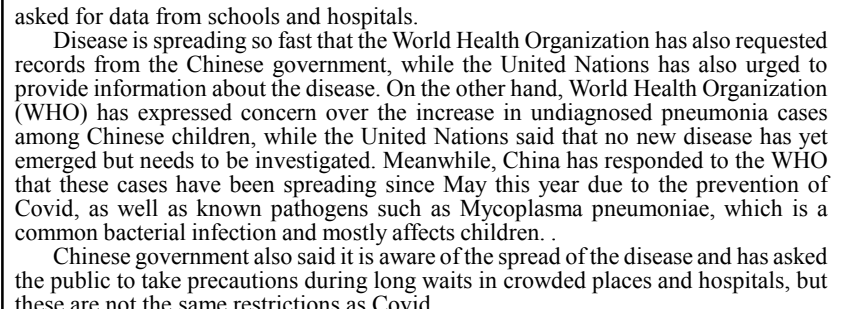 asked for data from schools and hospitals.
Disease is spreading so fast that the World Health Organization has also requested
records from the Chinese government, while the United Nations has also urged to
provide information about the disease. On the other hand, World Health Organization
(WHO) has expressed concern over the increase in undiagnosed pneumonia cases
among Chinese children, while the United Nations said that no new disease has yet
emerged but needs to be investigated. Meanwhile, China has responded to the WHO
that these cases have been spreading since May this year due to the prevention of
Covid, as well as known pathogens such as Mycoplasma pneumoniae, which is a
common bacterial infection and mostly affects children. .
Chinese government also said it is aware of the spread of the disease and has asked
the public to take precautions during long waits in crowded places and hospitals, but
these are not the same restrictions as Covid